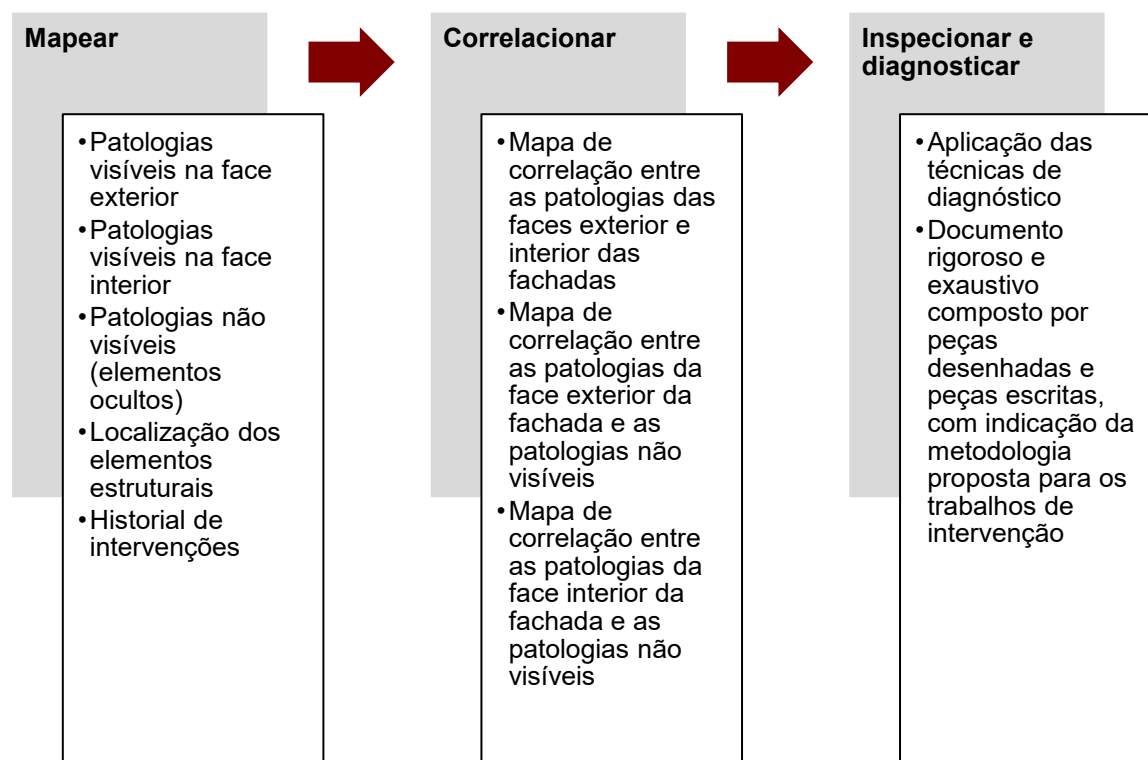 Mapear
•Patologias
visíveis na face
exterior
•Patologias
visíveis na face
interior
•Patologias não
visíveis
(elementos
ocultos)
•Localização dos
elementos
estruturais
•Historial de
intervenções
Correlacionar
•Mapa de
correlação entre
as patologias das
faces exterior e
interior das
fachadas
•Mapa de
correlação entre
as patologias da
face exterior da
fachada e as
patologias não
visíveis
•Mapa de
correlação entre
as patologias da
face interior da
fachada e as
patologias não
visíveis
Inspecionar e
diagnosticar
•Aplicação das
técnicas de
diagnóstico
•Documento
rigoroso e
exaustivo
composto por
peças
desenhadas e
peças escritas,
com indicação da
metodologia
proposta para os
trabalhos de
intervenção